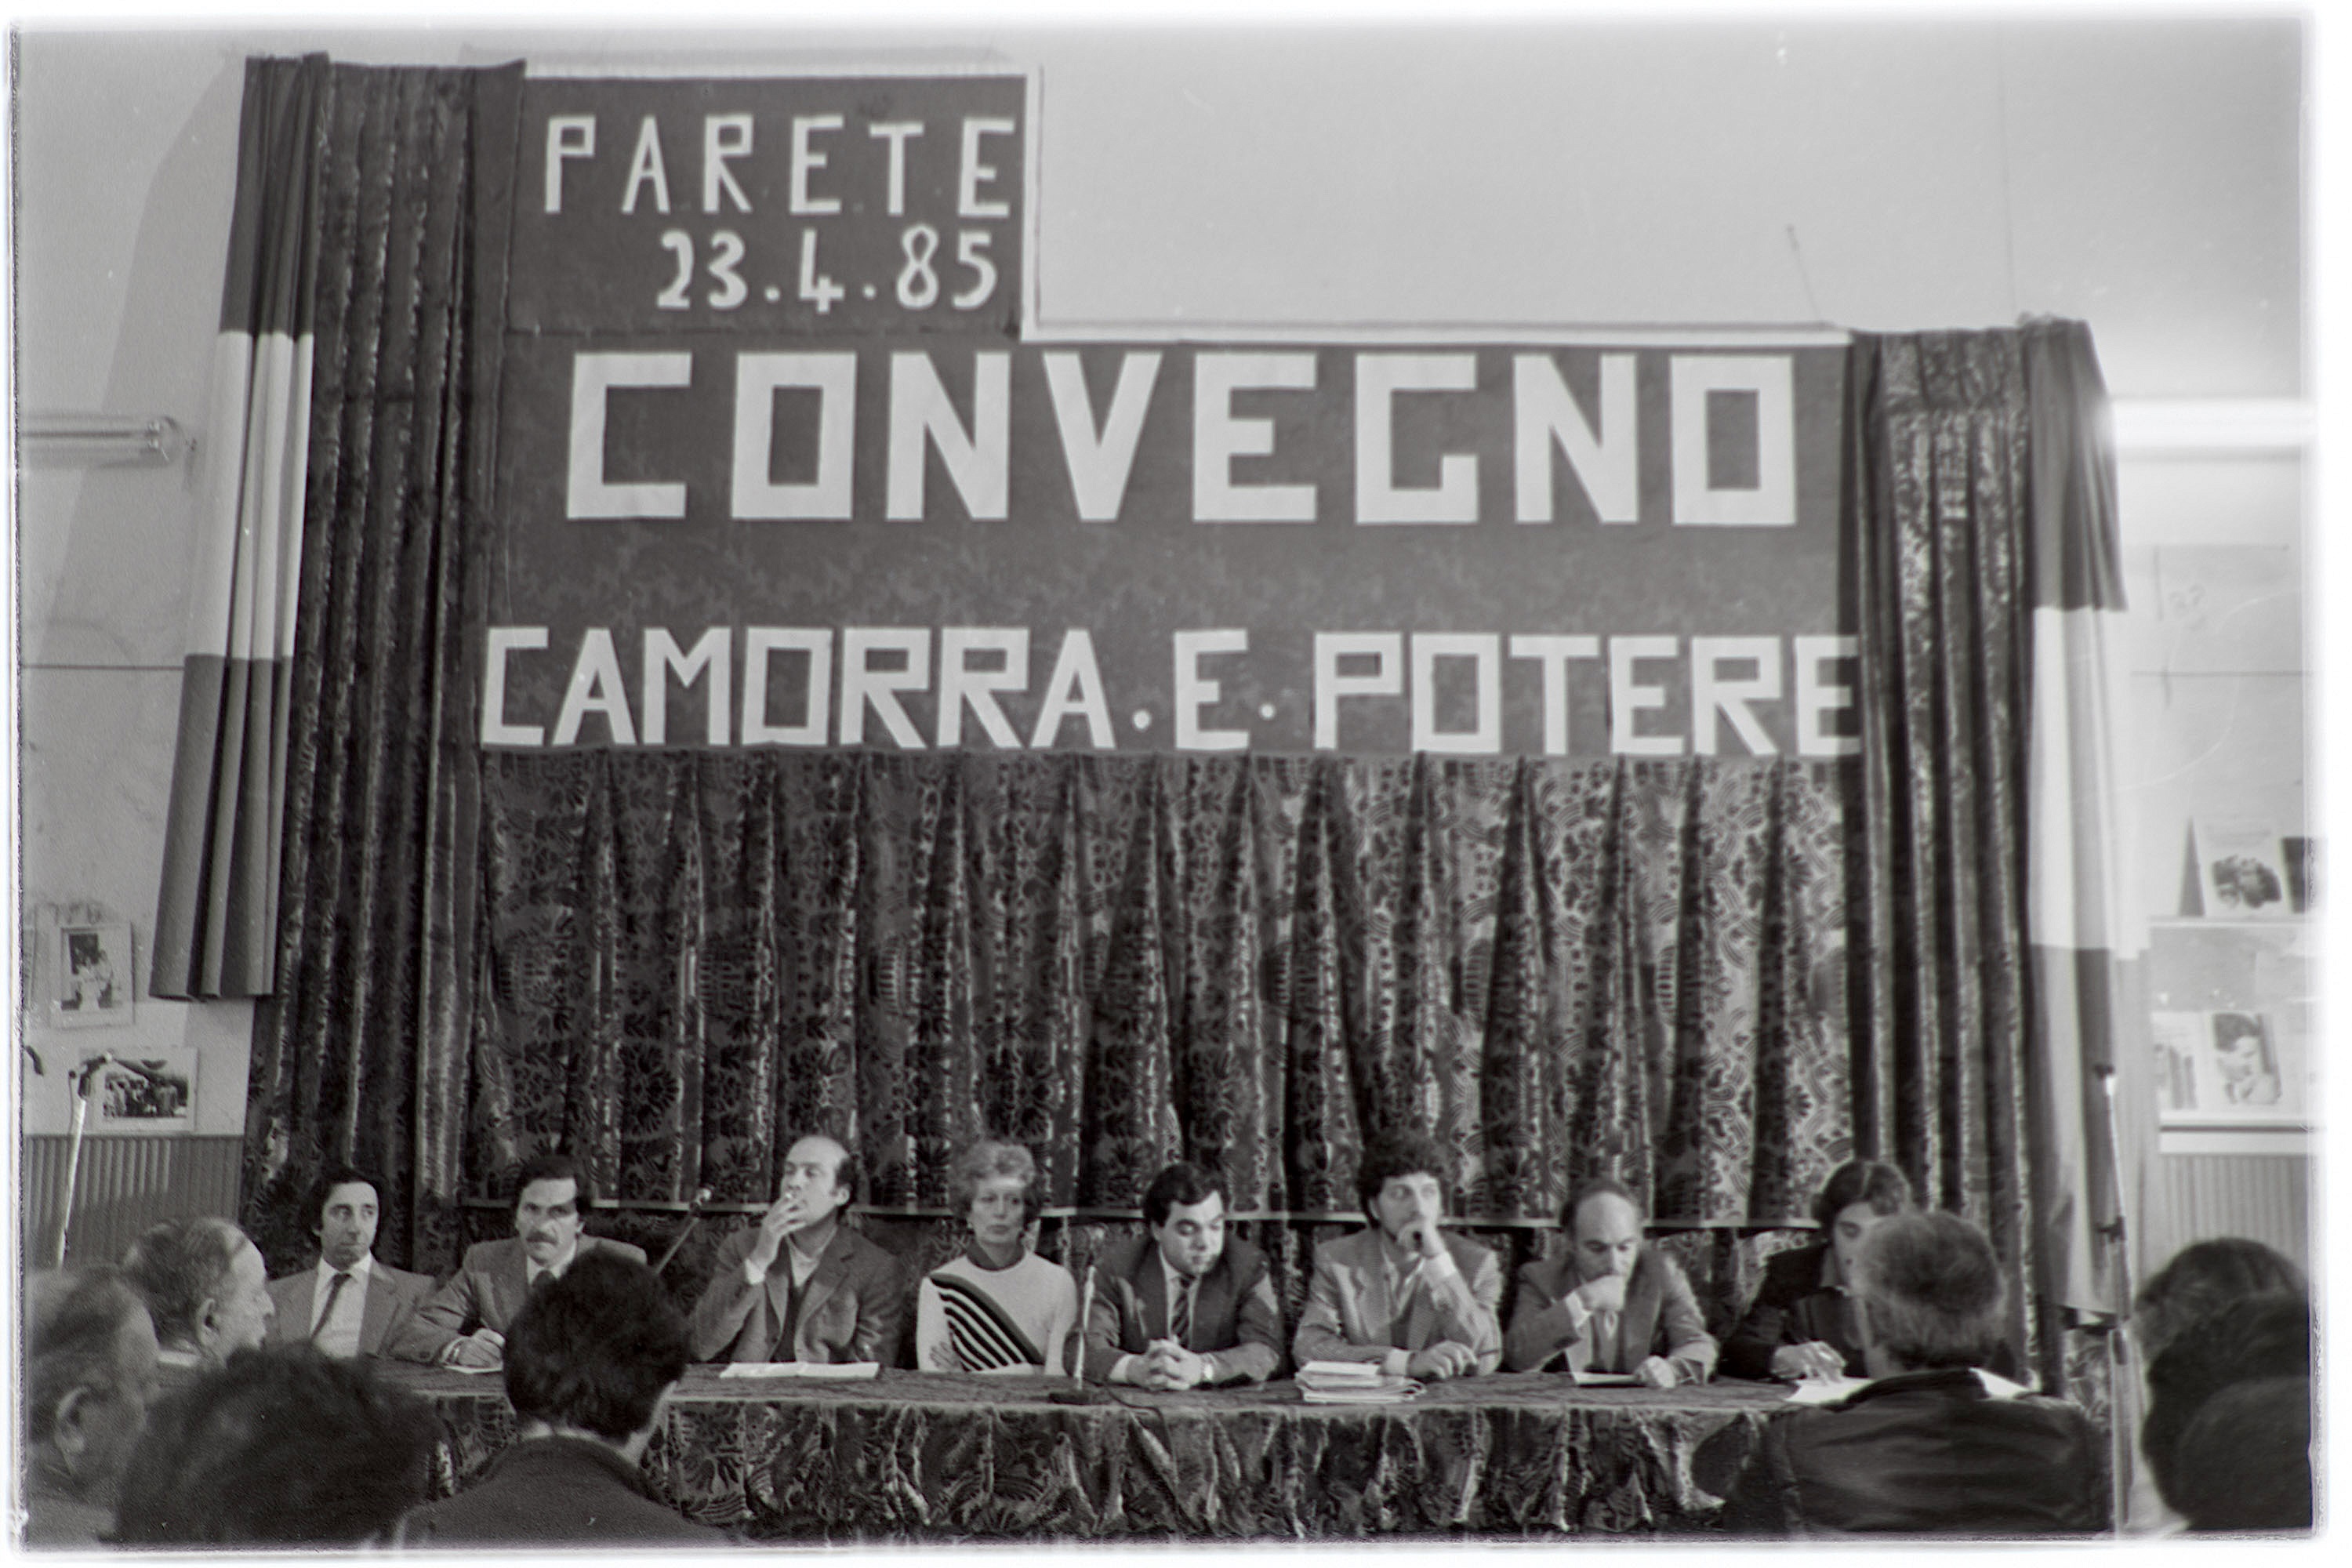 PARETE
23.4.85
CONVEGNO
CAMORRA.E.POTERE